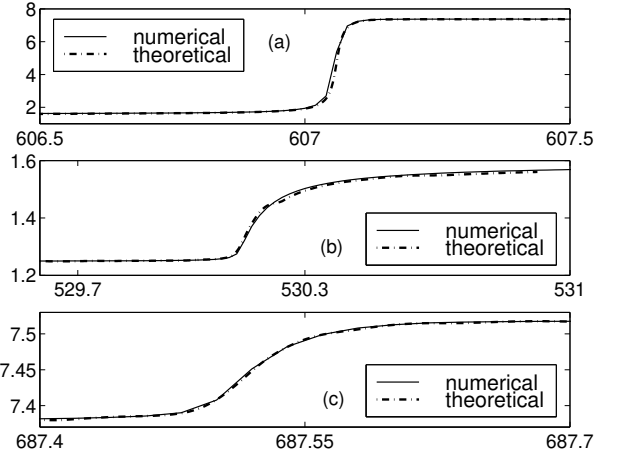 8
6
4
2
numerical
theoretical
(a)
606.5
607
607.5
1.6
1.4
1.2
numerical
theoretical
(b)
529.7
530.3
531
7.5
7.45
7.4
numerical
theoretical
(c)
687.4
687.55
687.7